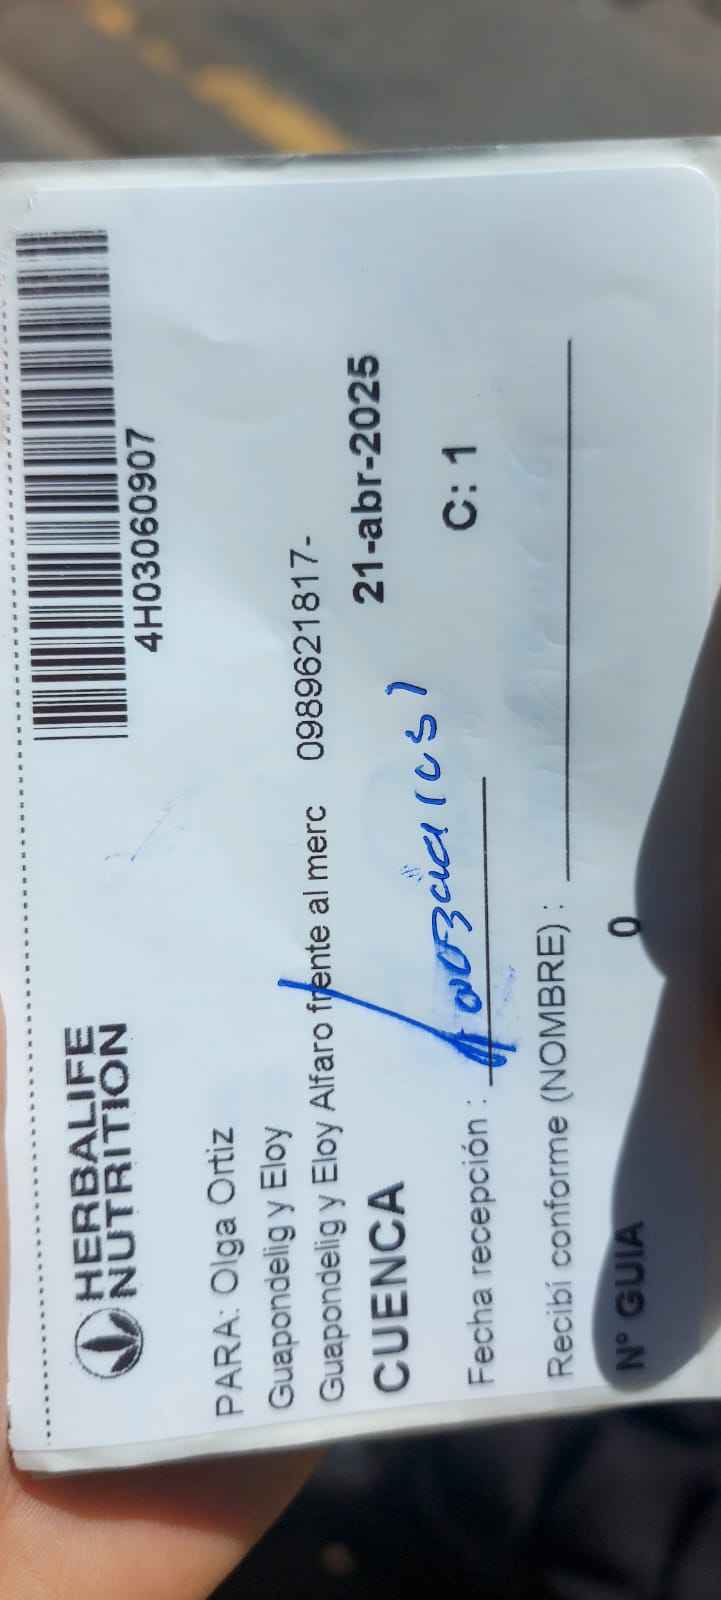 HERBALIFE
NUTRITION
4H03060907
PARA: Olga Ortiz
Guapondelig y Eloy
Guapondelig y Eloy Alfaro frente al merc 0989621817-
CUENCA 21-abr-2025
Fecha recepción : C: 1
Recibí conforme (NOMBRE) :
N° GUIA 0